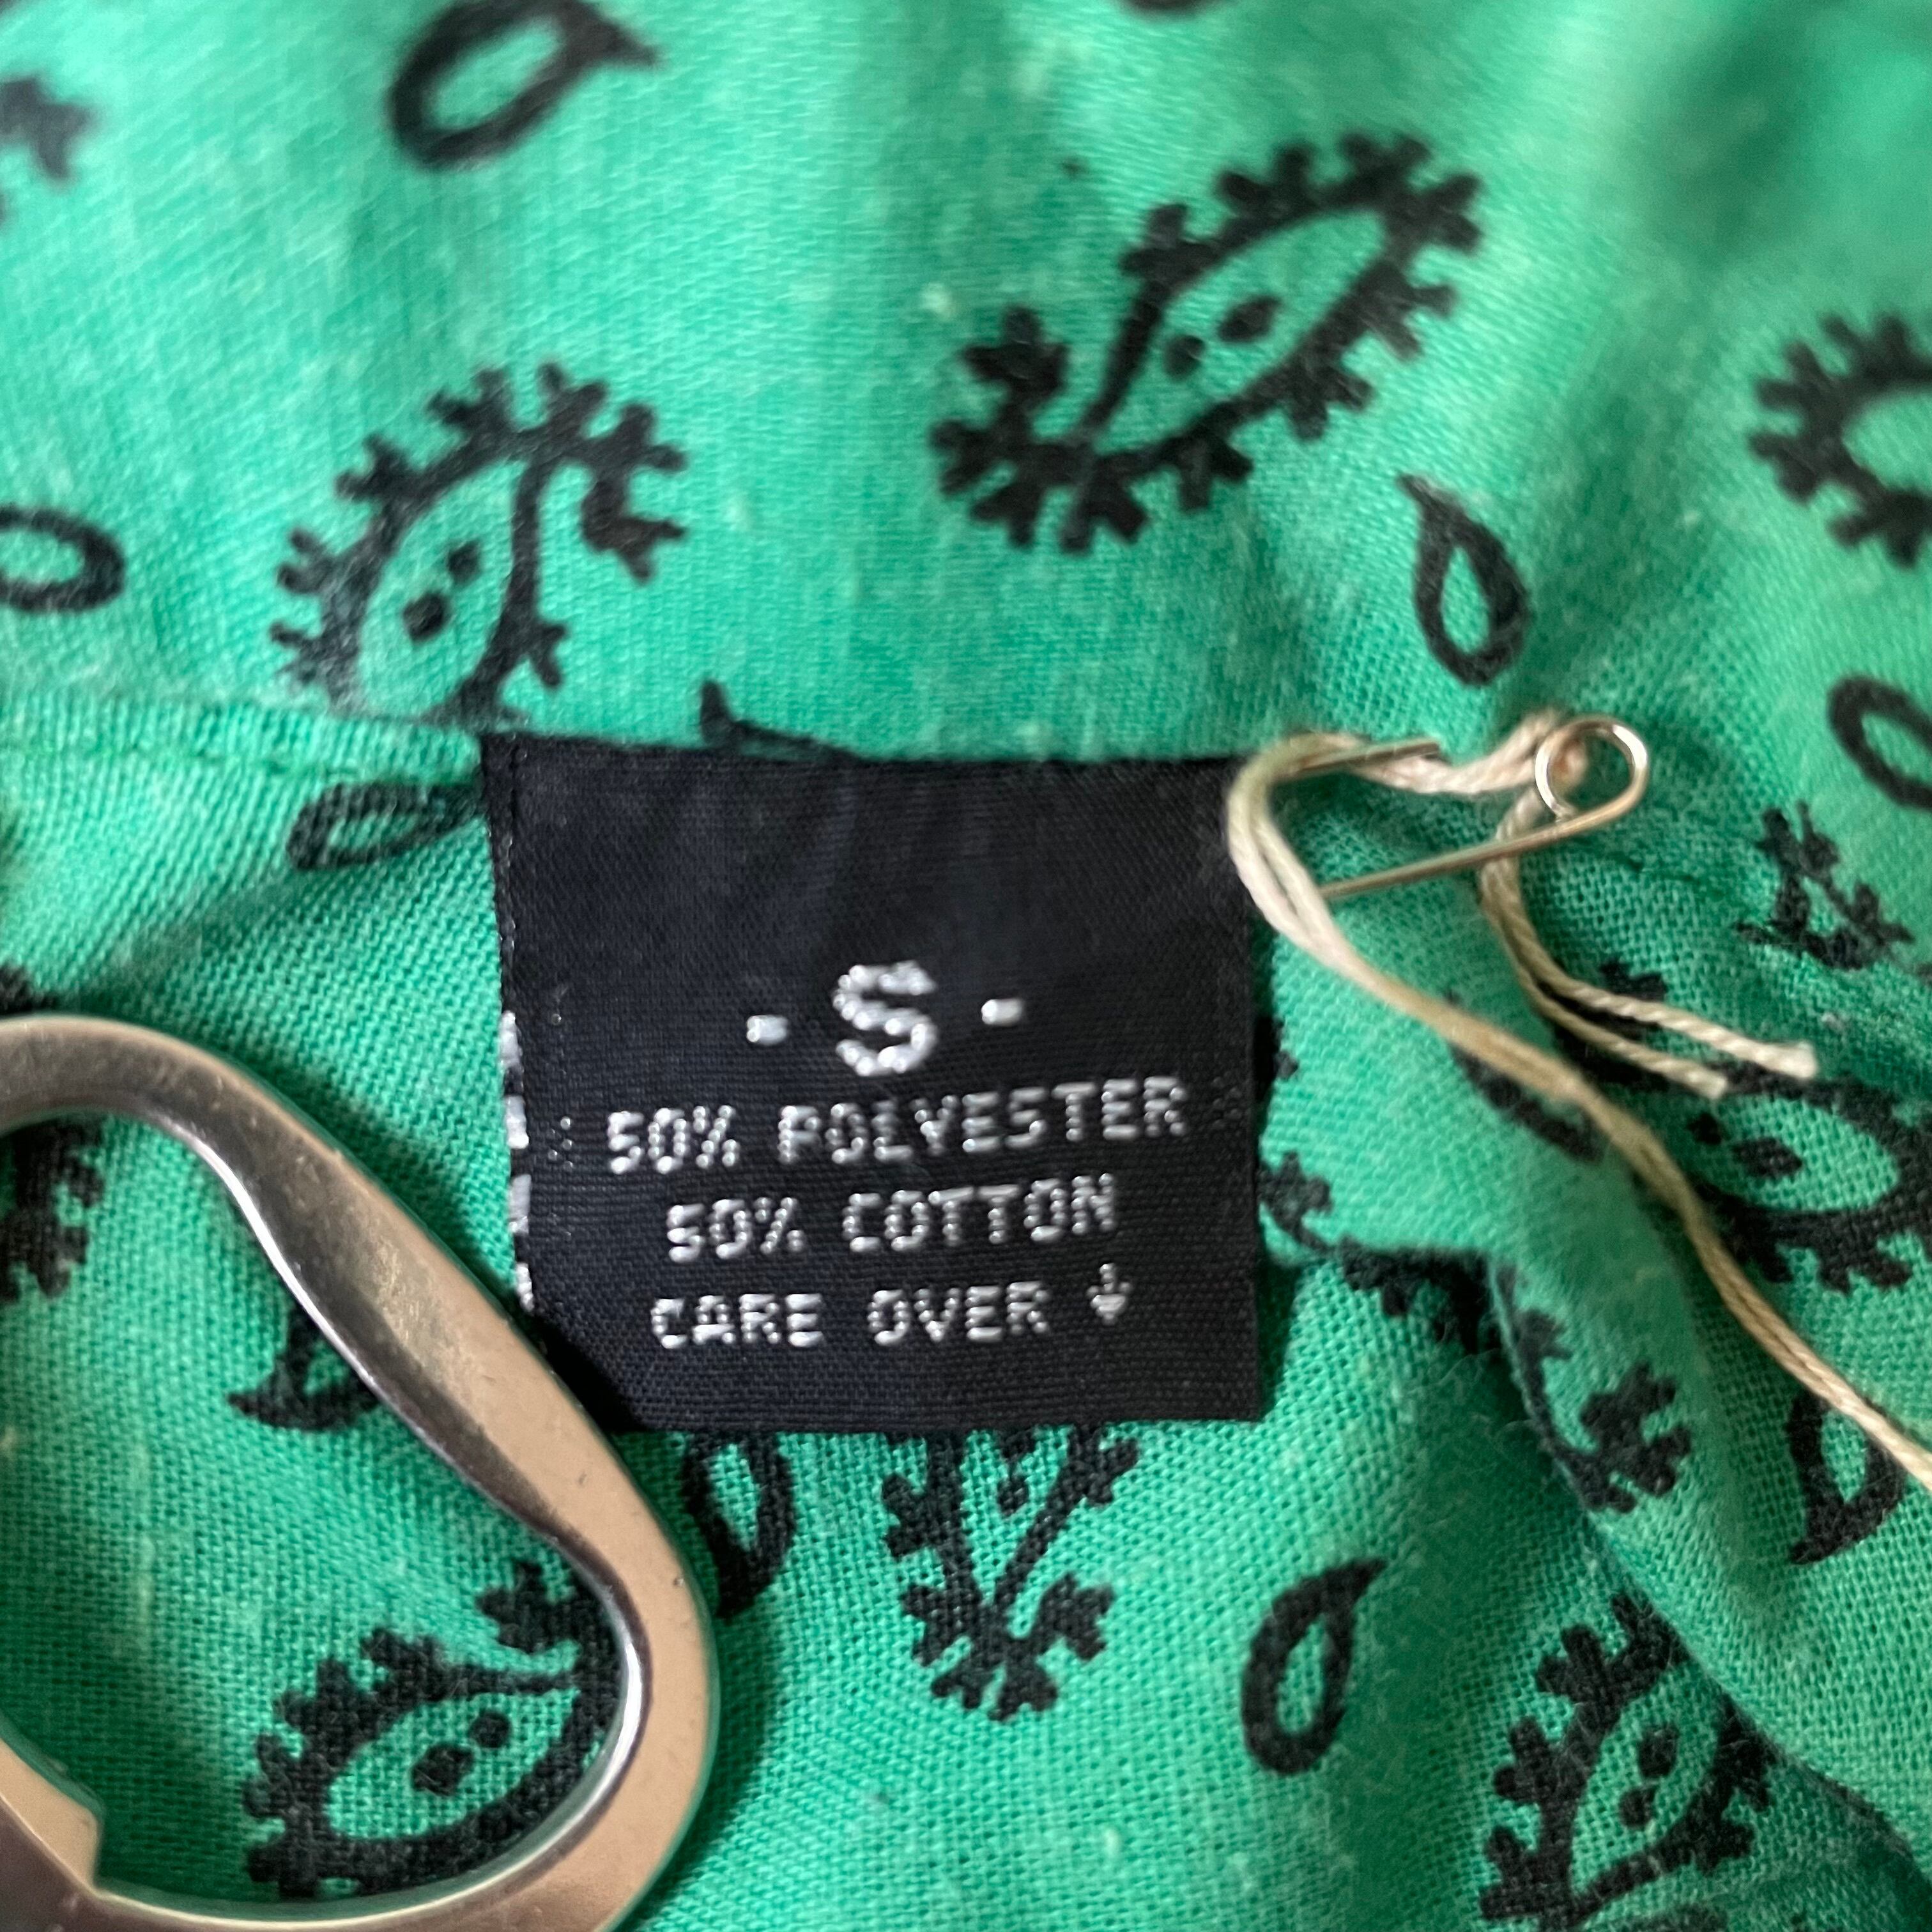 - S -
50% POLYESTER
50% COTTON
CARE OVER ↓